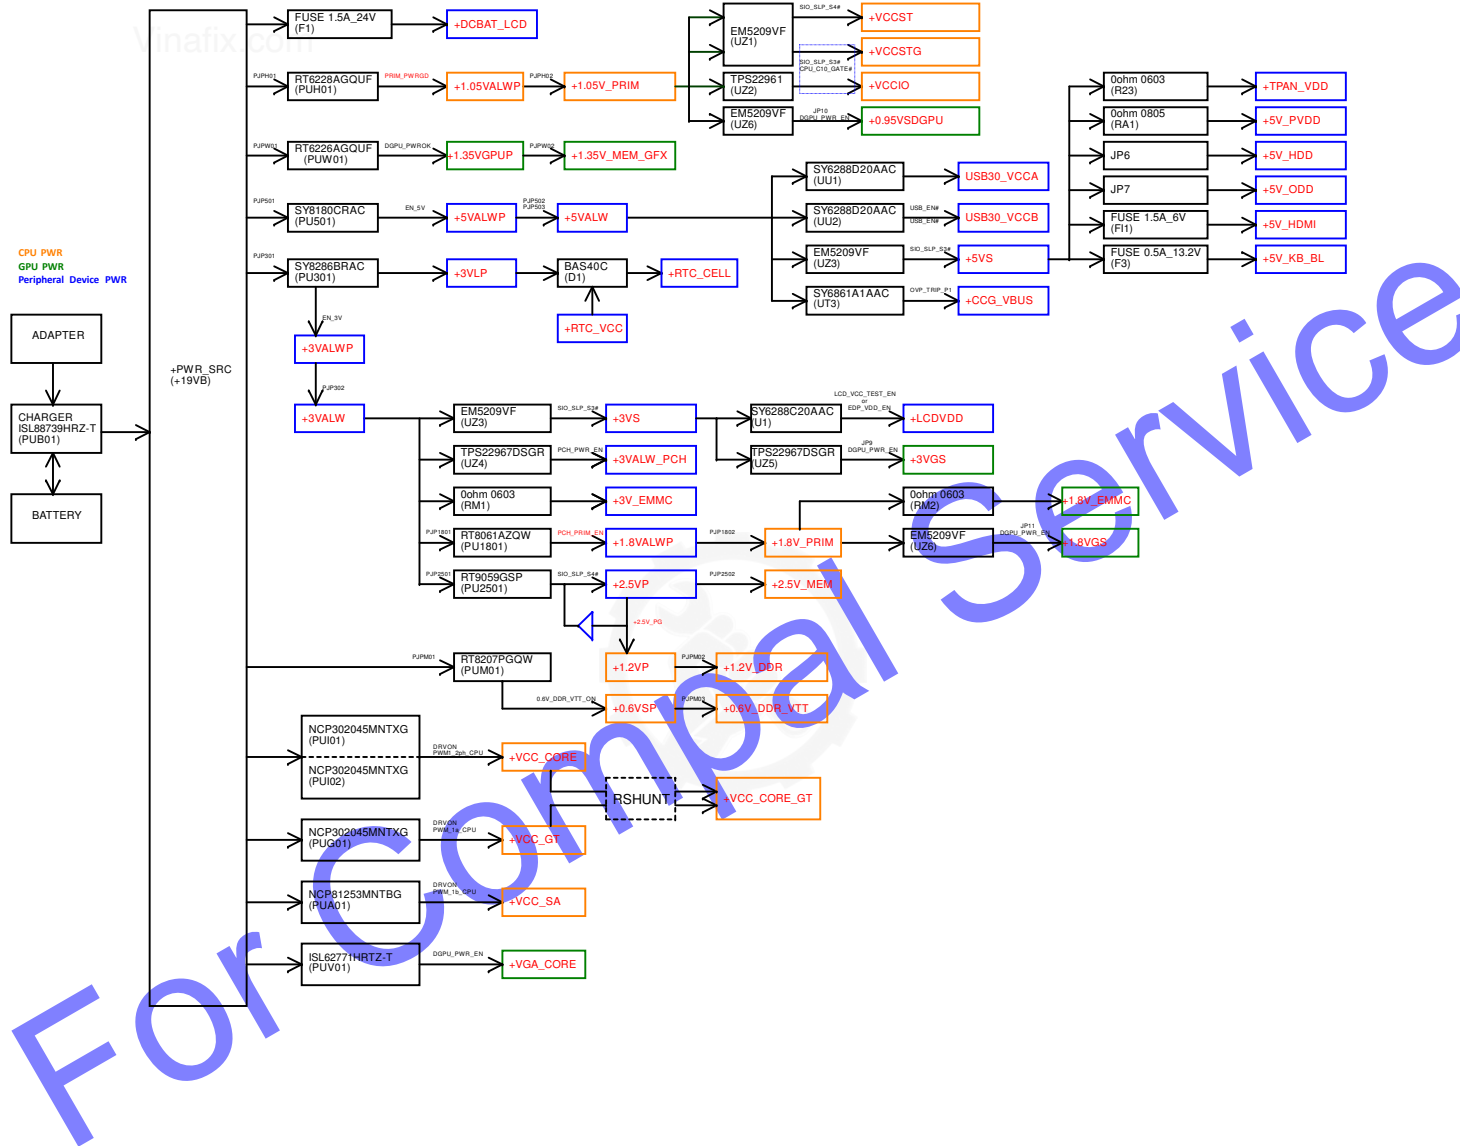 Vinafix.com
For Compal Service
CPU PWR
GPU PWR
Peripheral Device PWR
ADAPTER
CHARGER
ISL88739HRZ-T
(PUB01)
BATTERY
+PWR_SRC
(+19VB)
FUSE 1.5A_24V
(F1)
+DCBAT_LCD
PJPH01
RT6228AGQUF
(PUH01)
PRIM_PWRGD
+1.05VALWP
PJPH02
+1.05V_PRIM
EM5209VF
(UZ1)
SIO_SLP_S4#
+VCCST
+VCCSTG
SIO_SLP_S3#
CPU_C10_GATE#
TPS22961
(UZ2)
+VCCIO
EM5209VF
(UZ6)
JP10
DGPU_PWR_EN
+0.95VSDGPU
PJPW01
RT6226AGQUF
(PUW01)
DGPU_PWROK
+1.35VGPUP
PJPW02
+1.35V_MEM_GFX
PJP501
SY8180CRAC
(PU501)
EN_5V
+5VALWP
PJP502
PJP503
+5VALW
SY6288D20AAC
(UU1)
USB30_VCCA
SY6288D20AAC
(UU2)
USB_EN#
USB_EN#
USB30_VCCB
EM5209VF
(UZ3)
SIO_SLP_S3#
+5VS
SY6861A1AAC
(UT3)
OVP_TRIP_P1
+CCG_VBUS
0ohm 0603
(R23)
+TPAN_VDD
0ohm 0805
(RA1)
+5V_PVDD
JP6
+5V_HDD
JP7
+5V_ODD
FUSE 1.5A_6V
(FI1)
+5V_HDMI
FUSE 0.5A_13.2V
(F3)
+5V_KB_BL
PJP301
SY8286BRAC
(PU301)
+3VLP
BAS40C
(D1)
+RTC_CELL
+RTC_VCC
EN_3V
+3VALWP
PJP302
+3VALW
EM5209VF
(UZ3)
SIO_SLP_S3#
+3VS
SY6288C20AAC
(U1)
LCD_VCC_TEST_EN
or
EDP_VDD_EN
+LCDVDD
TPS22967DSGR
(UZ4)
PCH_PWR_EN
+3VALW_PCH
TPS22967DSGR
(UZ5)
JP9
DGPU_PWR_EN
+3VGS
0ohm 0603
(RM1)
+3V_EMMC
0ohm 0603
(RM2)
+1.8V_EMMC
PJP1801
RT8061AZQW
(PU1801)
PCH_PRIM_EN
+1.8VALWP
PJP1802
+1.8V_PRIM
EM5209VF
(UZ6)
JP11
DGPU_PWR_EN
+1.8VGS
PJP2501
RT9059GSP
(PU2501)
SIO_SLP_S4#
+2.5VP
PJP2502
+2.5V_MEM
+2.5V_PG
PJPM01
RT8207PGQW
(PUM01)
+1.2VP
PJPM02
+1.2V_DDR
0.6V_DDR_VTT_ON
+0.6VSP
PJPM03
+0.6V_DDR_VTT
NCP302045MNTXG
(PUI01)
NCP302045MNTXG
(PUI02)
DRVON
PWM1_2ph_CPU
+VCC_CORE
RSHUNT
+VCC_CORE_GT
NCP302045MNTXG
(PUG01)
DRVON
PWM_1a_CPU
+VCC_GT
NCP81253MNTBG
(PUA01)
DRVON
PWM_1b_CPU
+VCC_SA
ISL62771HRTZ-T
(PUV01)
DGPU_PWR_EN
+VGA_CORE